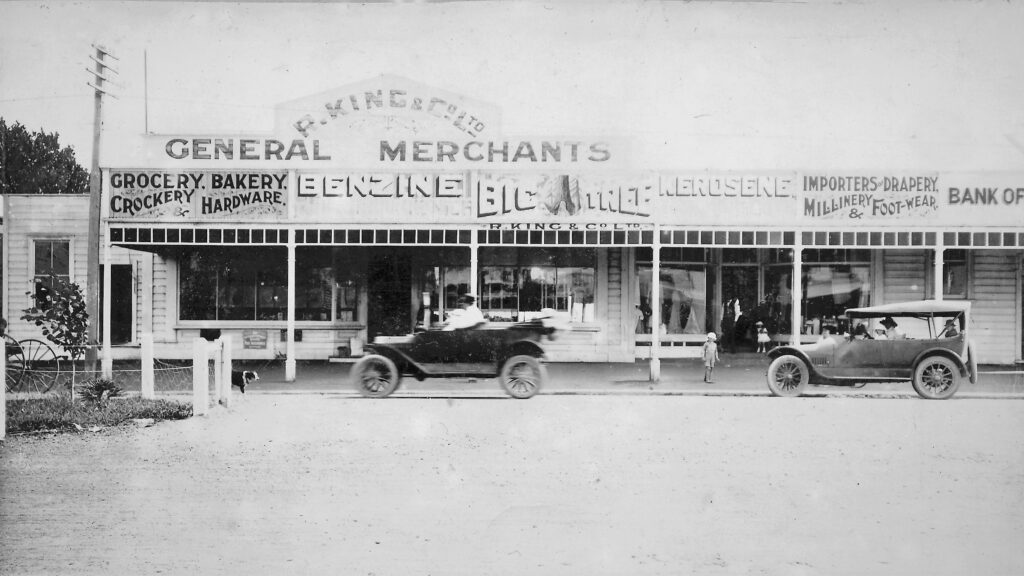 R. KING & CO LTD
GENERAL MERCHANTS
GROCERY, BAKERY,
CROCKERY & HARDWARE.
BENZINE
BIG TREE
KEROSENE
IMPORTERS OF DRAPERY,
MILLINERY & FOOT-WEAR.
BANK OF
R. KING & CO LTD.